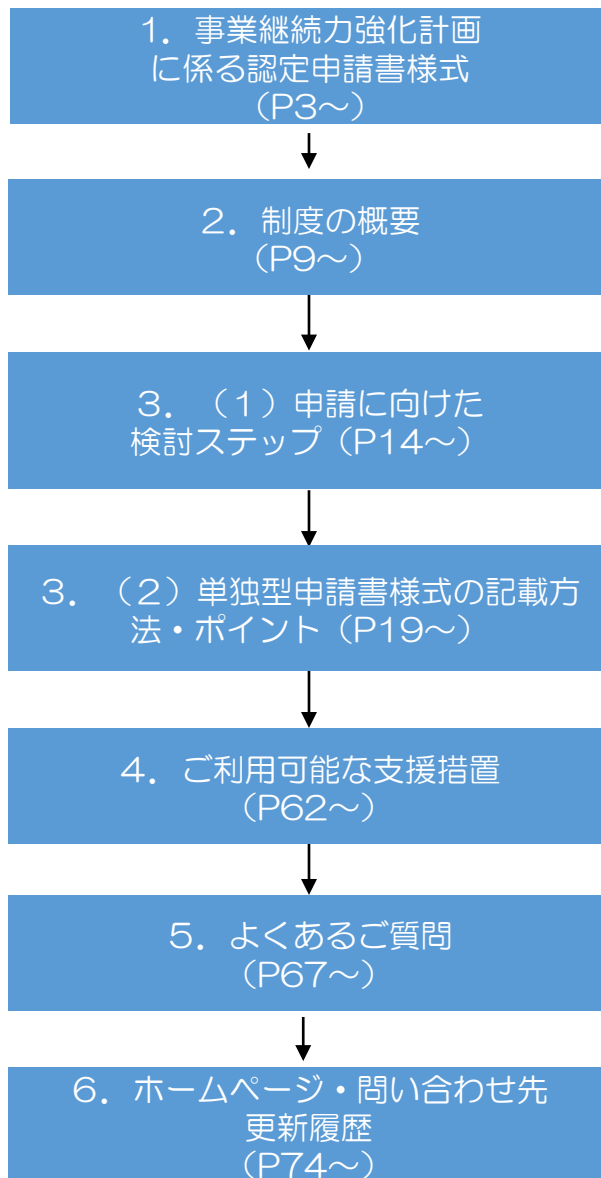 １．事業継続力強化計画
に係る認定申請書様式
（P3～）
２．制度の概要
（P9～）
３．（１）申請に向けた
検討ステップ（P14～）
３．（２）単独型申請書様式の記載方
法・ポイント（P19～）
４．ご利用可能な支援措置
（P62～）
５．よくあるご質問
（P67～）
６．ホームページ・問い合わせ先
更新履歴
（P74～）